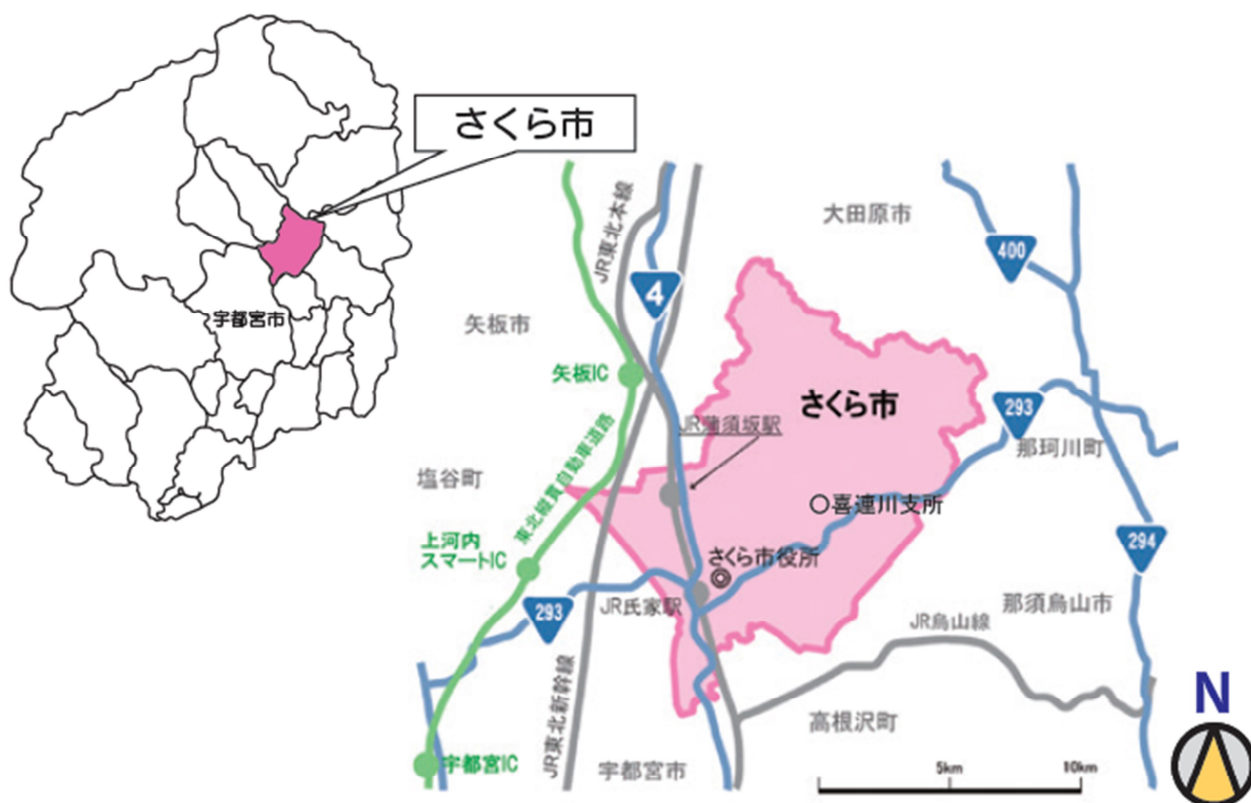 さくら市
宇都宮市
JR東北本線
4
大田原市
400
矢板市
矢板IC
さくら市
JR蒲須坂駅
293
那珂川町
塩谷町
東北縦貫自動車道路
喜連川支所
上河内
スマートIC
さくら市役所
294
293
JR氏家駅
那須烏山市
JR烏山線
JR東北新幹線
高根沢町
N
宇都宮IC
宇都宮市
5km
10km